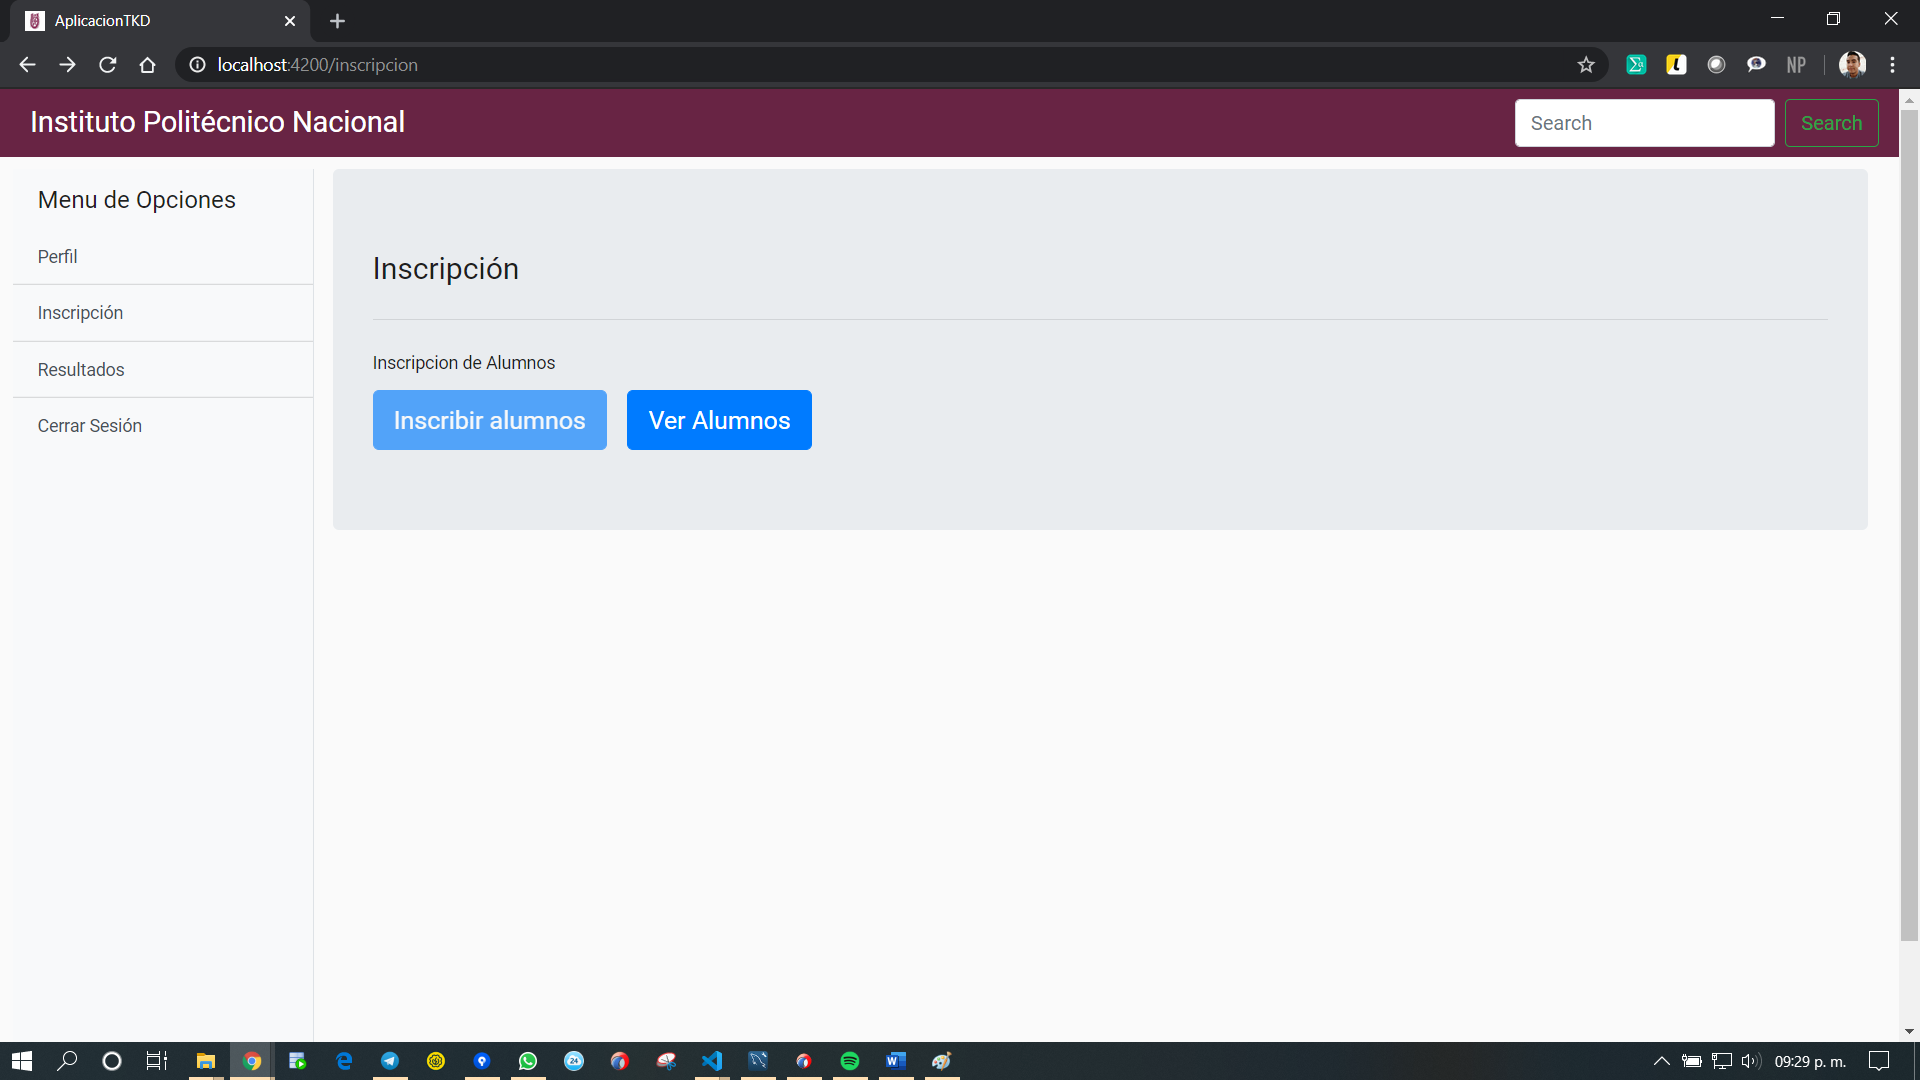 AplicacionTKD
localhost:4200/inscripcion
NP
Instituto Politécnico Nacional
Search
Search
Menu de Opciones
Perfil
Inscripción
Resultados
Cerrar Sesión
Inscripción
Inscripcion de Alumnos
Inscribir alumnos
Ver Alumnos
24
09:29 p. m.